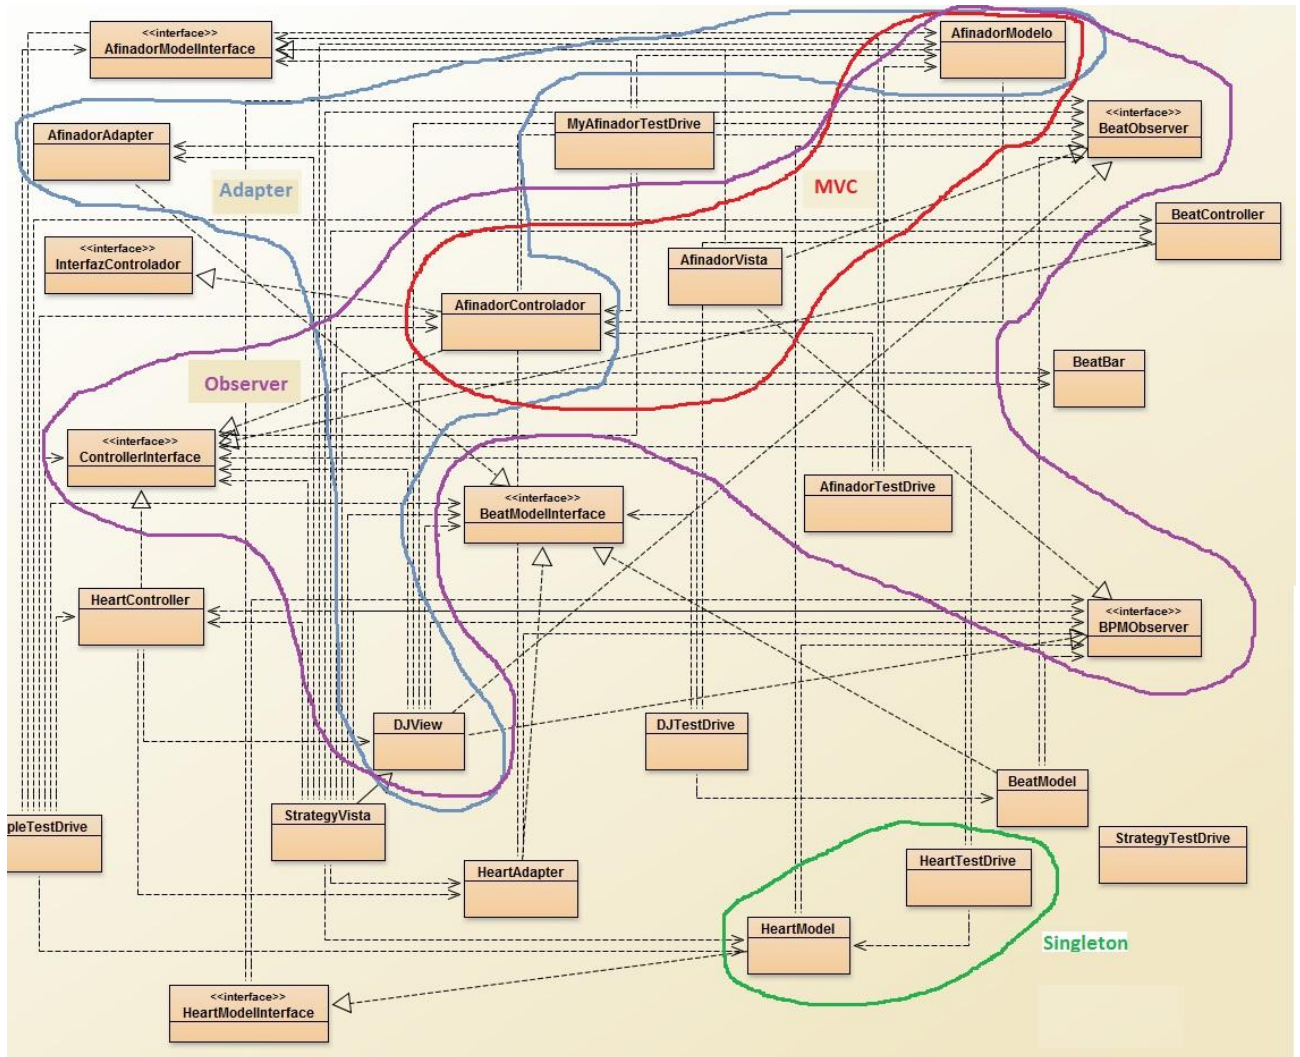 <<interface>>
AfinadorModelInterface
AfinadorModelo
<<interface>>
BeatObserver
MyAfinadorTestDrive
AfinadorAdapter
Adapter
MVC
BeatController
<<interface>>
InterfazControlador
AfinadorVista
AfinadorControlador
BeatBar
Observer
<<interface>>
ControllerInterface
AfinadorTestDrive
<<interface>>
BeatModelInterface
HeartController
<<interface>>
BPMObserver
DJView
DJTestDrive
BeatModel
StrategyVista
pleTestDrive
StrategyTestDrive
HeartAdapter
HeartTestDrive
HeartModel
Singleton
<<interface>>
HeartModelInterface